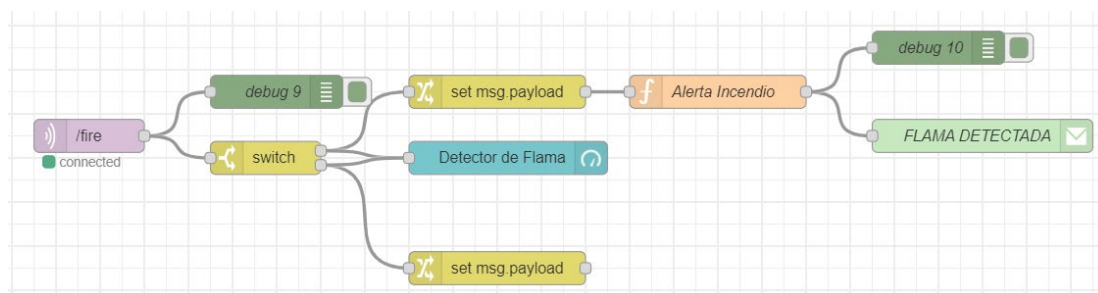 debug 10
debug 9
set msg.payload
Alerta Incendio
/fire
FLAMA DETECTADA
connected
switch
Detector de Flama
set msg.payload